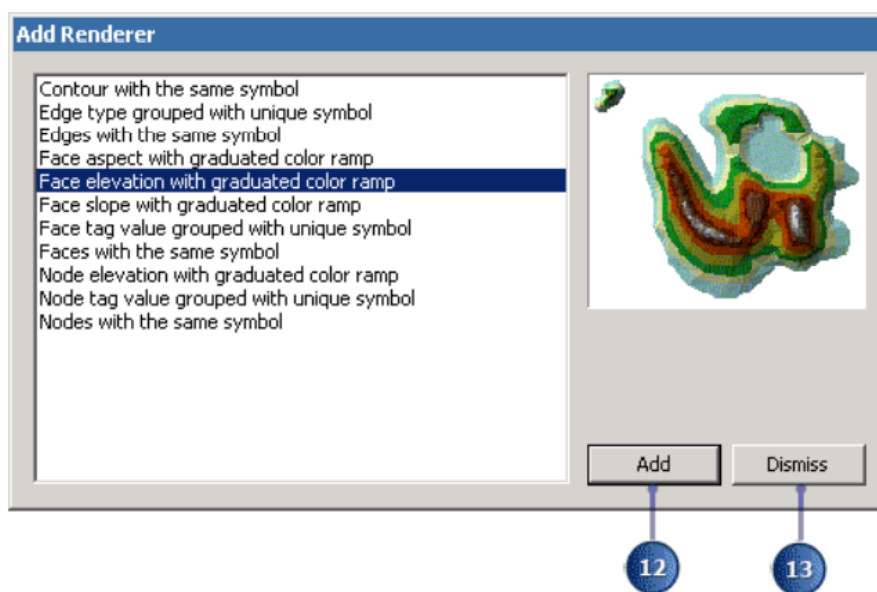 Add Renderer
Contour with the same symbol
Edge type grouped with unique symbol
Edges with the same symbol
Face aspect with graduated color ramp
Face elevation with graduated color ramp
Face slope with graduated color ramp
Face tag value grouped with unique symbol
Faces with the same symbol
Node elevation with graduated color ramp
Node tag value grouped with unique symbol
Nodes with the same symbol
Add Dismiss
12 13